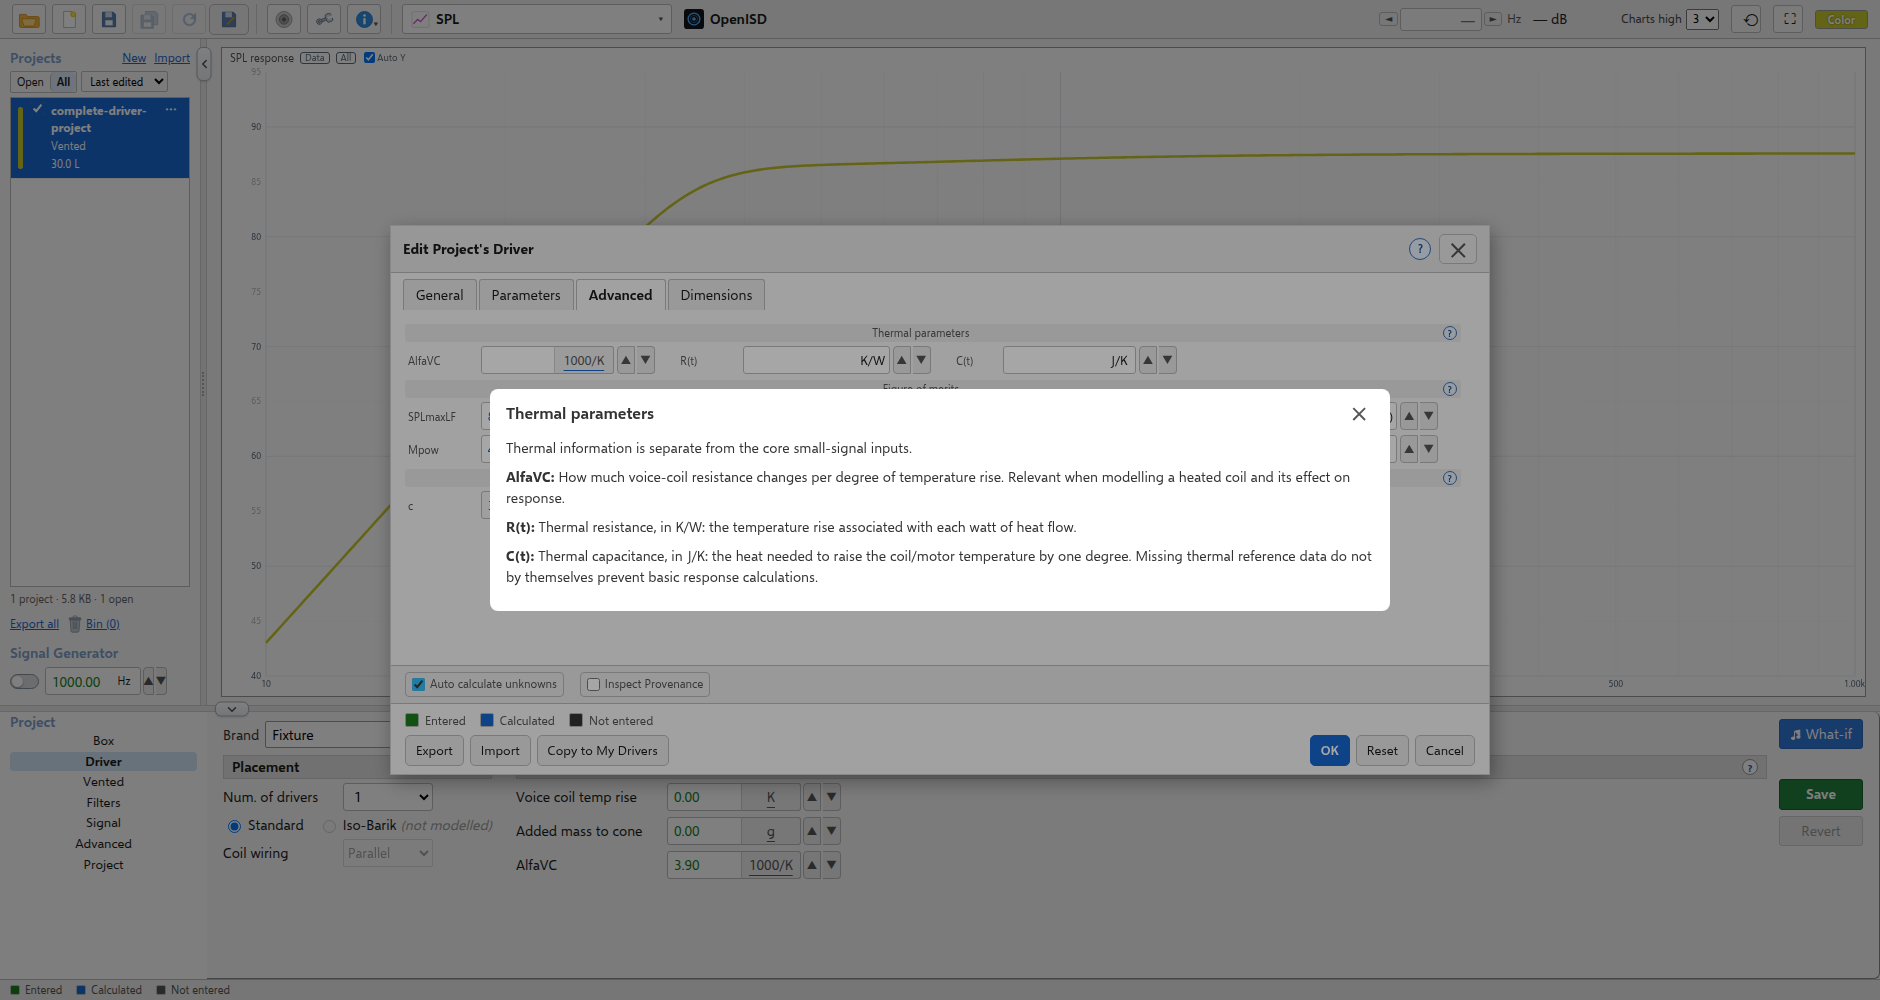 SPL
OpenISD
— Hz — dB
Charts high 3
Color
Projects New Import
Open All Last edited
complete-driver-project
Vented
30.0 L
1 project · 5.8 KB · 1 open
Export all Bin (0)
Signal Generator
1000.00 Hz
SPL response Data All Auto Y
95
90
85
80
75
70
65
60
55
50
45
40
10 500 1.00k
Edit Project's Driver ?
General Parameters Advanced Dimensions
Thermal parameters ?
AlfaVC 1000/K R(t) K/W C(t) J/K
Figure of merits ?
SPLmaxLF
Mpow
?
c
Thermal parameters
Thermal information is separate from the core small-signal inputs.
AlfaVC: How much voice-coil resistance changes per degree of temperature rise. Relevant when modelling a heated coil and its effect on
response.
R(t): Thermal resistance, in K/W: the temperature rise associated with each watt of heat flow.
C(t): Thermal capacitance, in J/K: the heat needed to raise the coil/motor temperature by one degree. Missing thermal reference data do not
by themselves prevent basic response calculations.
Auto calculate unknowns Inspect Provenance
Entered Calculated Not entered
Export Import Copy to My Drivers OK Reset Cancel
Project
Box
Driver
Vented
Filters
Signal
Advanced
Project
Brand Fixture
Placement
Num. of drivers 1
Standard Iso-Barik (not modelled)
Coil wiring Parallel
?
Voice coil temp rise 0.00 K
Added mass to cone 0.00 g
AlfaVC 3.90 1000/K
What-if
Save
Revert
Entered Calculated Not entered